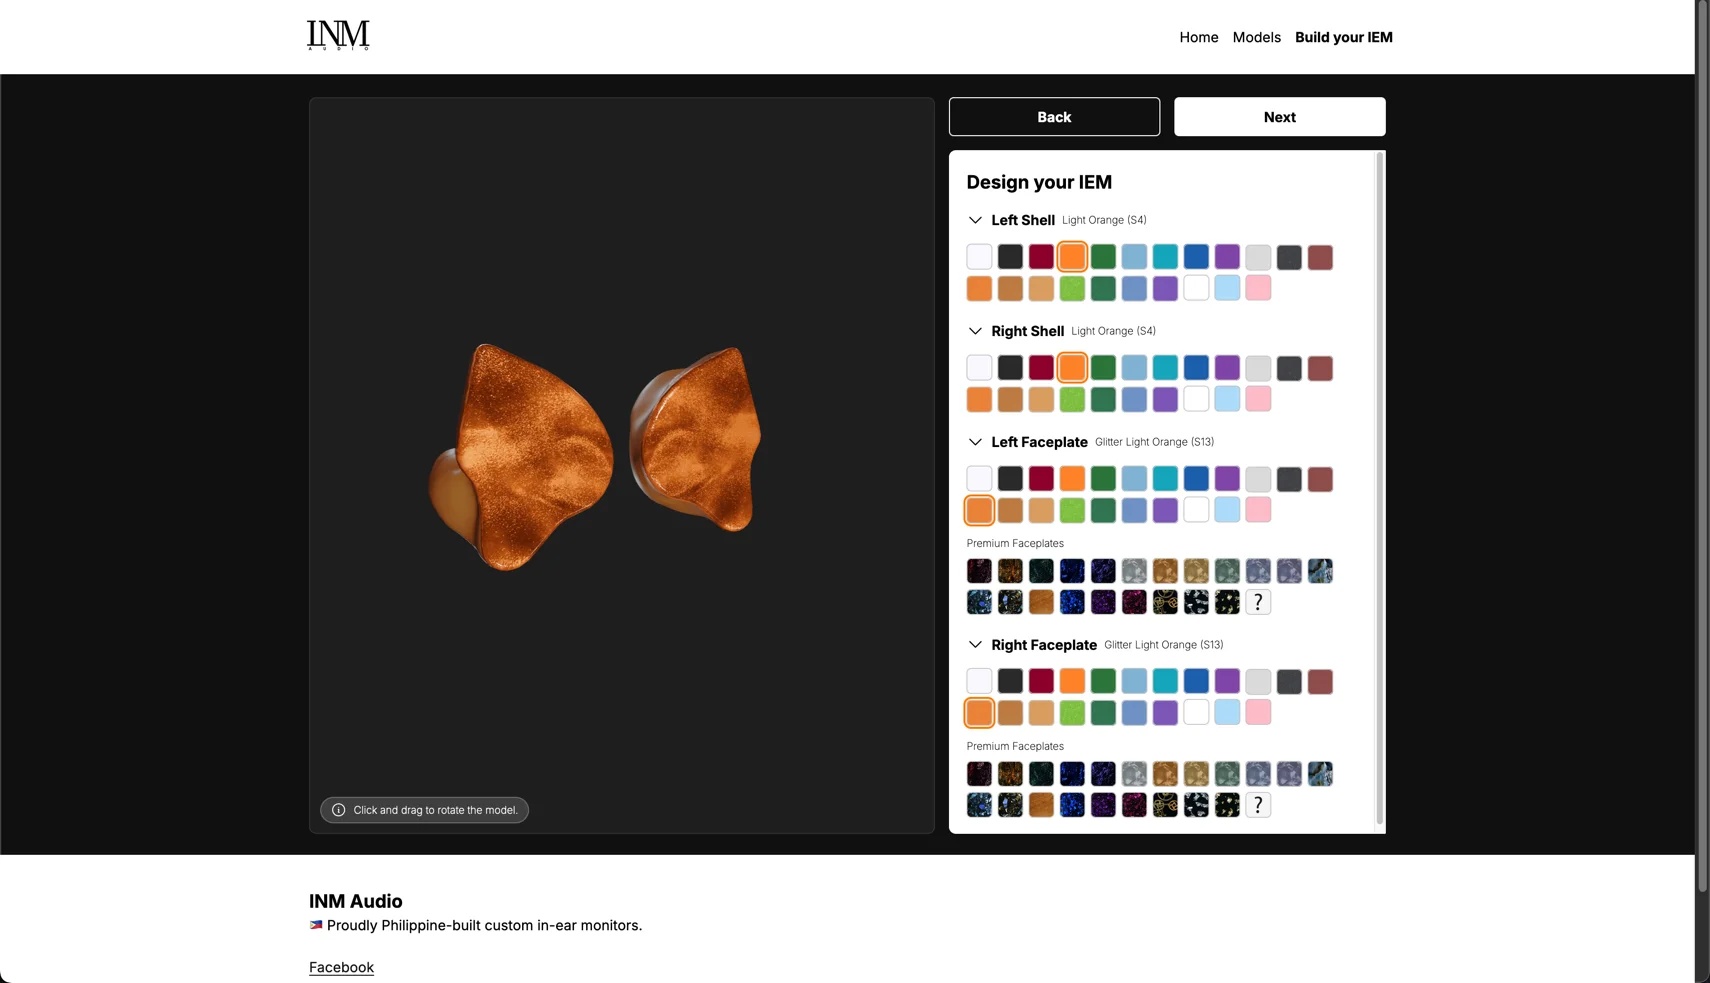 INM
AUDIO
Home Models Build your IEM
Back Next
Design your IEM
Left Shell Light Orange (S4)
Right Shell Light Orange (S4)
Left Faceplate Glitter Light Orange (S13)
Premium Faceplates
?
Right Faceplate Glitter Light Orange (S13)
Premium Faceplates
?
Click and drag to rotate the model.
INM Audio
🇵🇭 Proudly Philippine-built custom in-ear monitors.
Facebook